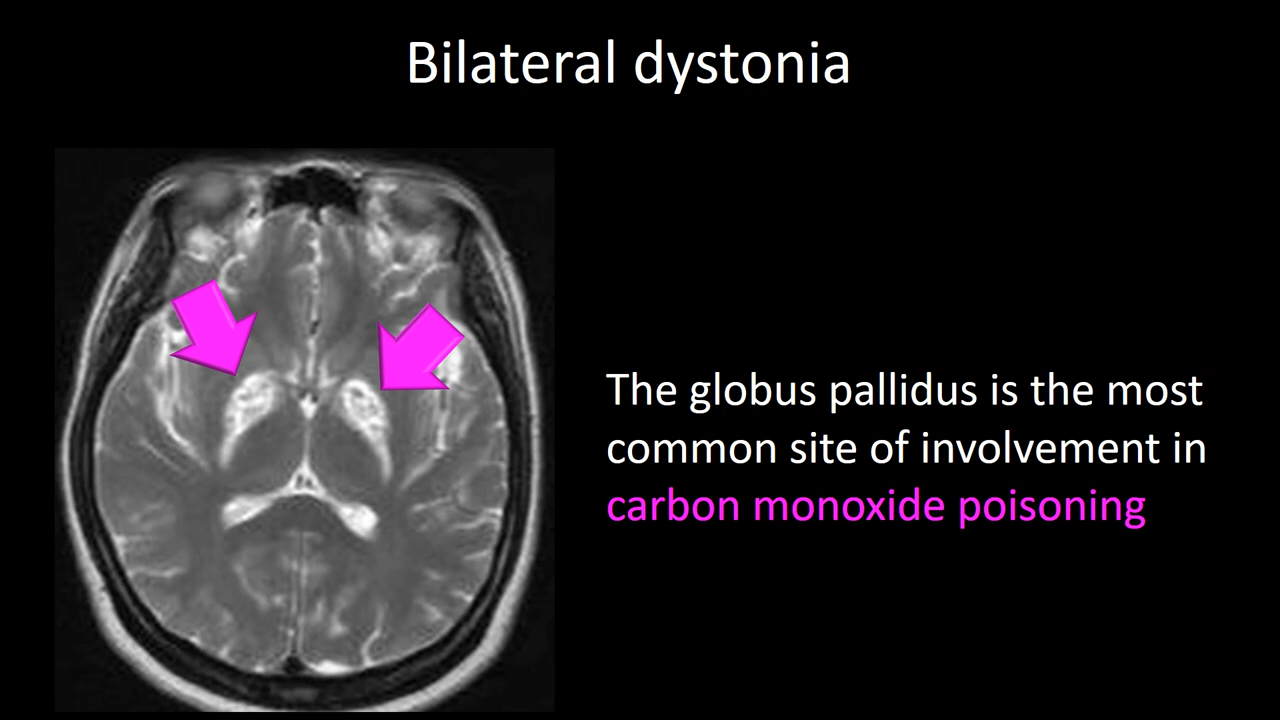 Bilateral dystonia
The globus pallidus is the most
common site of involvement in
carbon monoxide poisoning